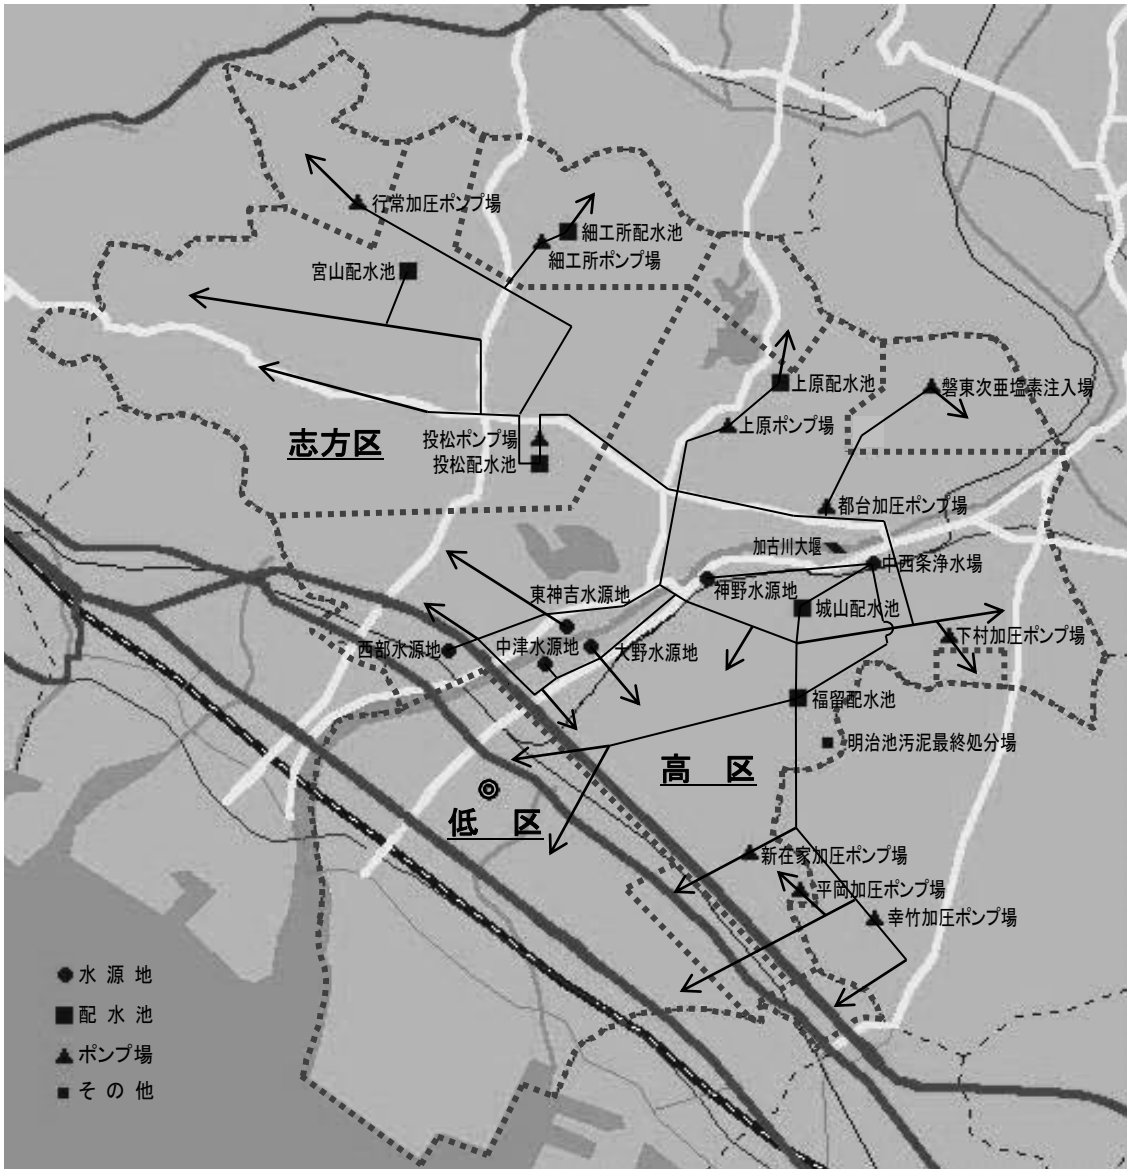 行常加圧ポンプ場
細工所配水池
細工所ポンプ場
宮山配水池
上原配水池
磐東次亜塩素注入場
上原ポンプ場
志方区
投松ポンプ場
投松配水池
都台加圧ポンプ場
加古川大堰
中西条浄水場
神野水源地
東神吉水源地
城山配水池
下村加圧ポンプ場
西部水源地
中津水源地
大野水源地
福留配水池
明治池汚泥最終処分場
高 区
低 区
新在家加圧ポンプ場
平岡加圧ポンプ場
幸竹加圧ポンプ場
水 源 地
配 水 池
ポンプ場
そ の 他